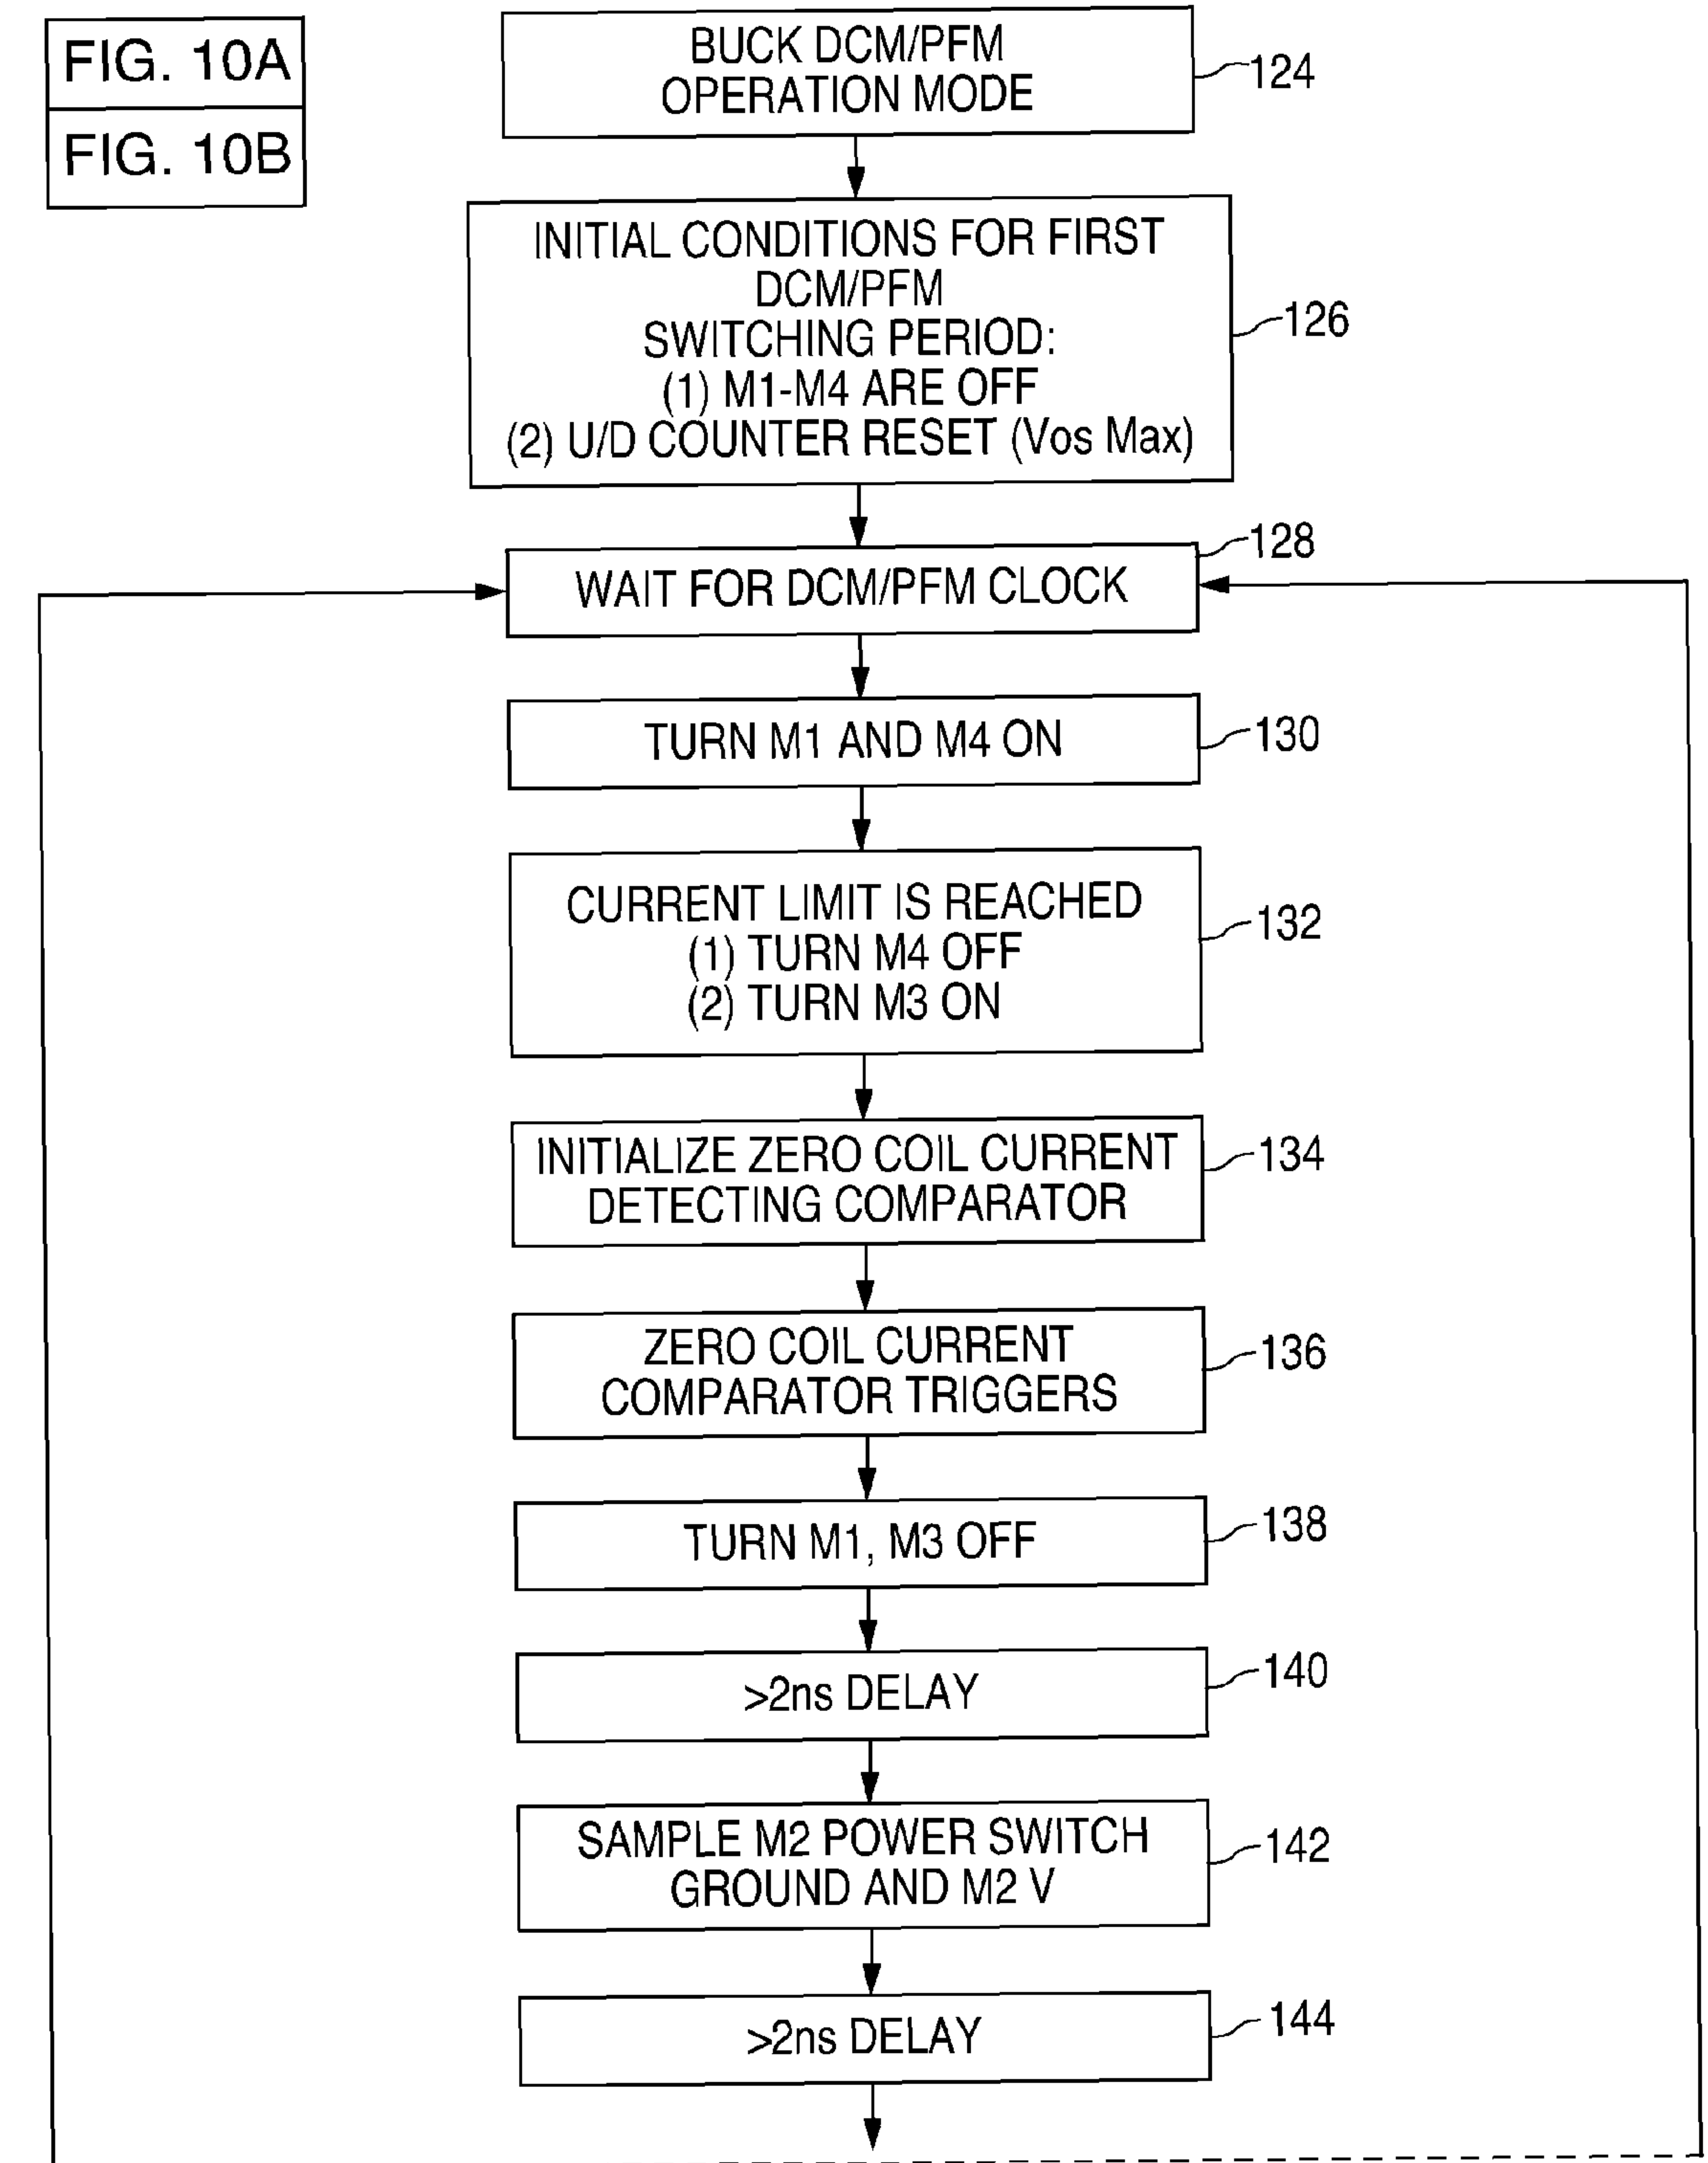 FIG. 10A
FIG. 10B
BUCK DCM/PFM
OPERATION MODE
124
INITIAL CONDITIONS FOR FIRST
DCM/PFM
SWITCHING PERIOD:
(1) M1-M4 ARE OFF
(2) U/D COUNTER RESET (Vos Max)
126
WAIT FOR DCM/PFM CLOCK
128
TURN M1 AND M4 ON
130
CURRENT LIMIT IS REACHED
(1) TURN M4 OFF
(2) TURN M3 ON
132
INITIALIZE ZERO COIL CURRENT
DETECTING COMPARATOR
134
ZERO COIL CURRENT
COMPARATOR TRIGGERS
136
TURN M1, M3 OFF
138
>2ns DELAY
140
SAMPLE M2 POWER SWITCH
GROUND AND M2 V
142
>2ns DELAY
144